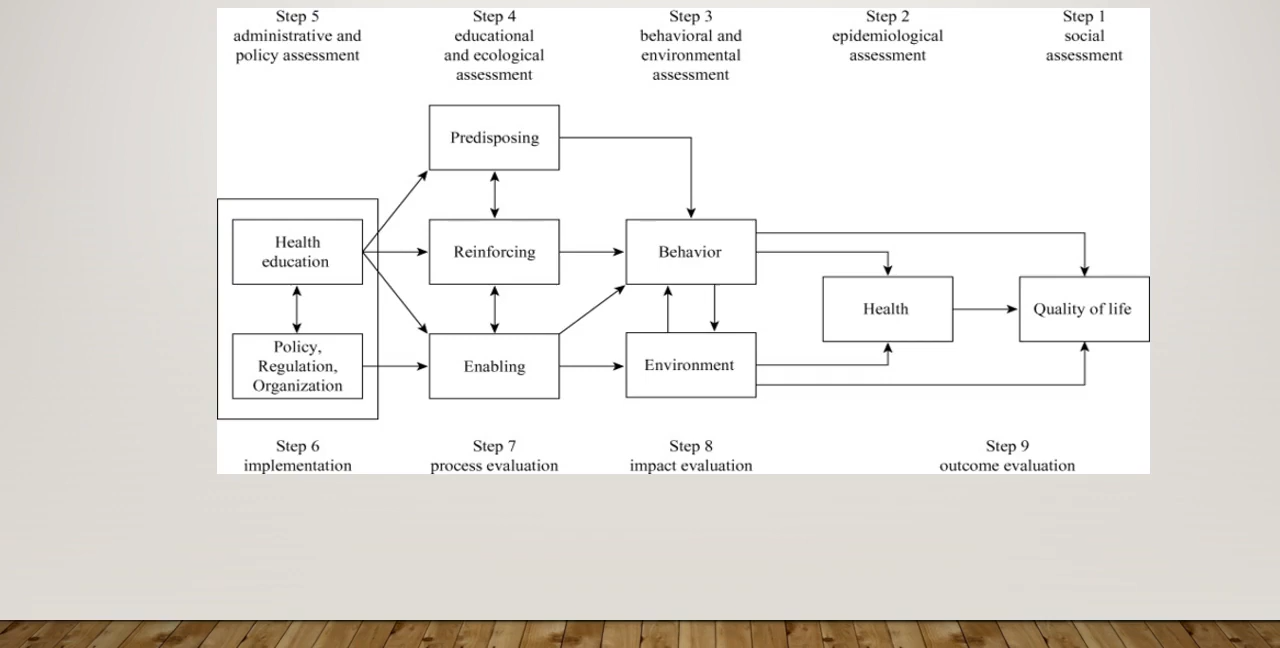 Step 5
administrative and
policy assessment
Step 4
educational
and ecological
assessment
Step 3
behavioral and
environmental
assessment
Step 2
epidemiological
assessment
Step 1
social
assessment
Predisposing
Health
education
Reinforcing
Behavior
Health
Quality of life
Policy,
Regulation,
Organization
Enabling
Environment
Step 6
implementation
Step 7
process evaluation
Step 8
impact evaluation
Step 9
outcome evaluation